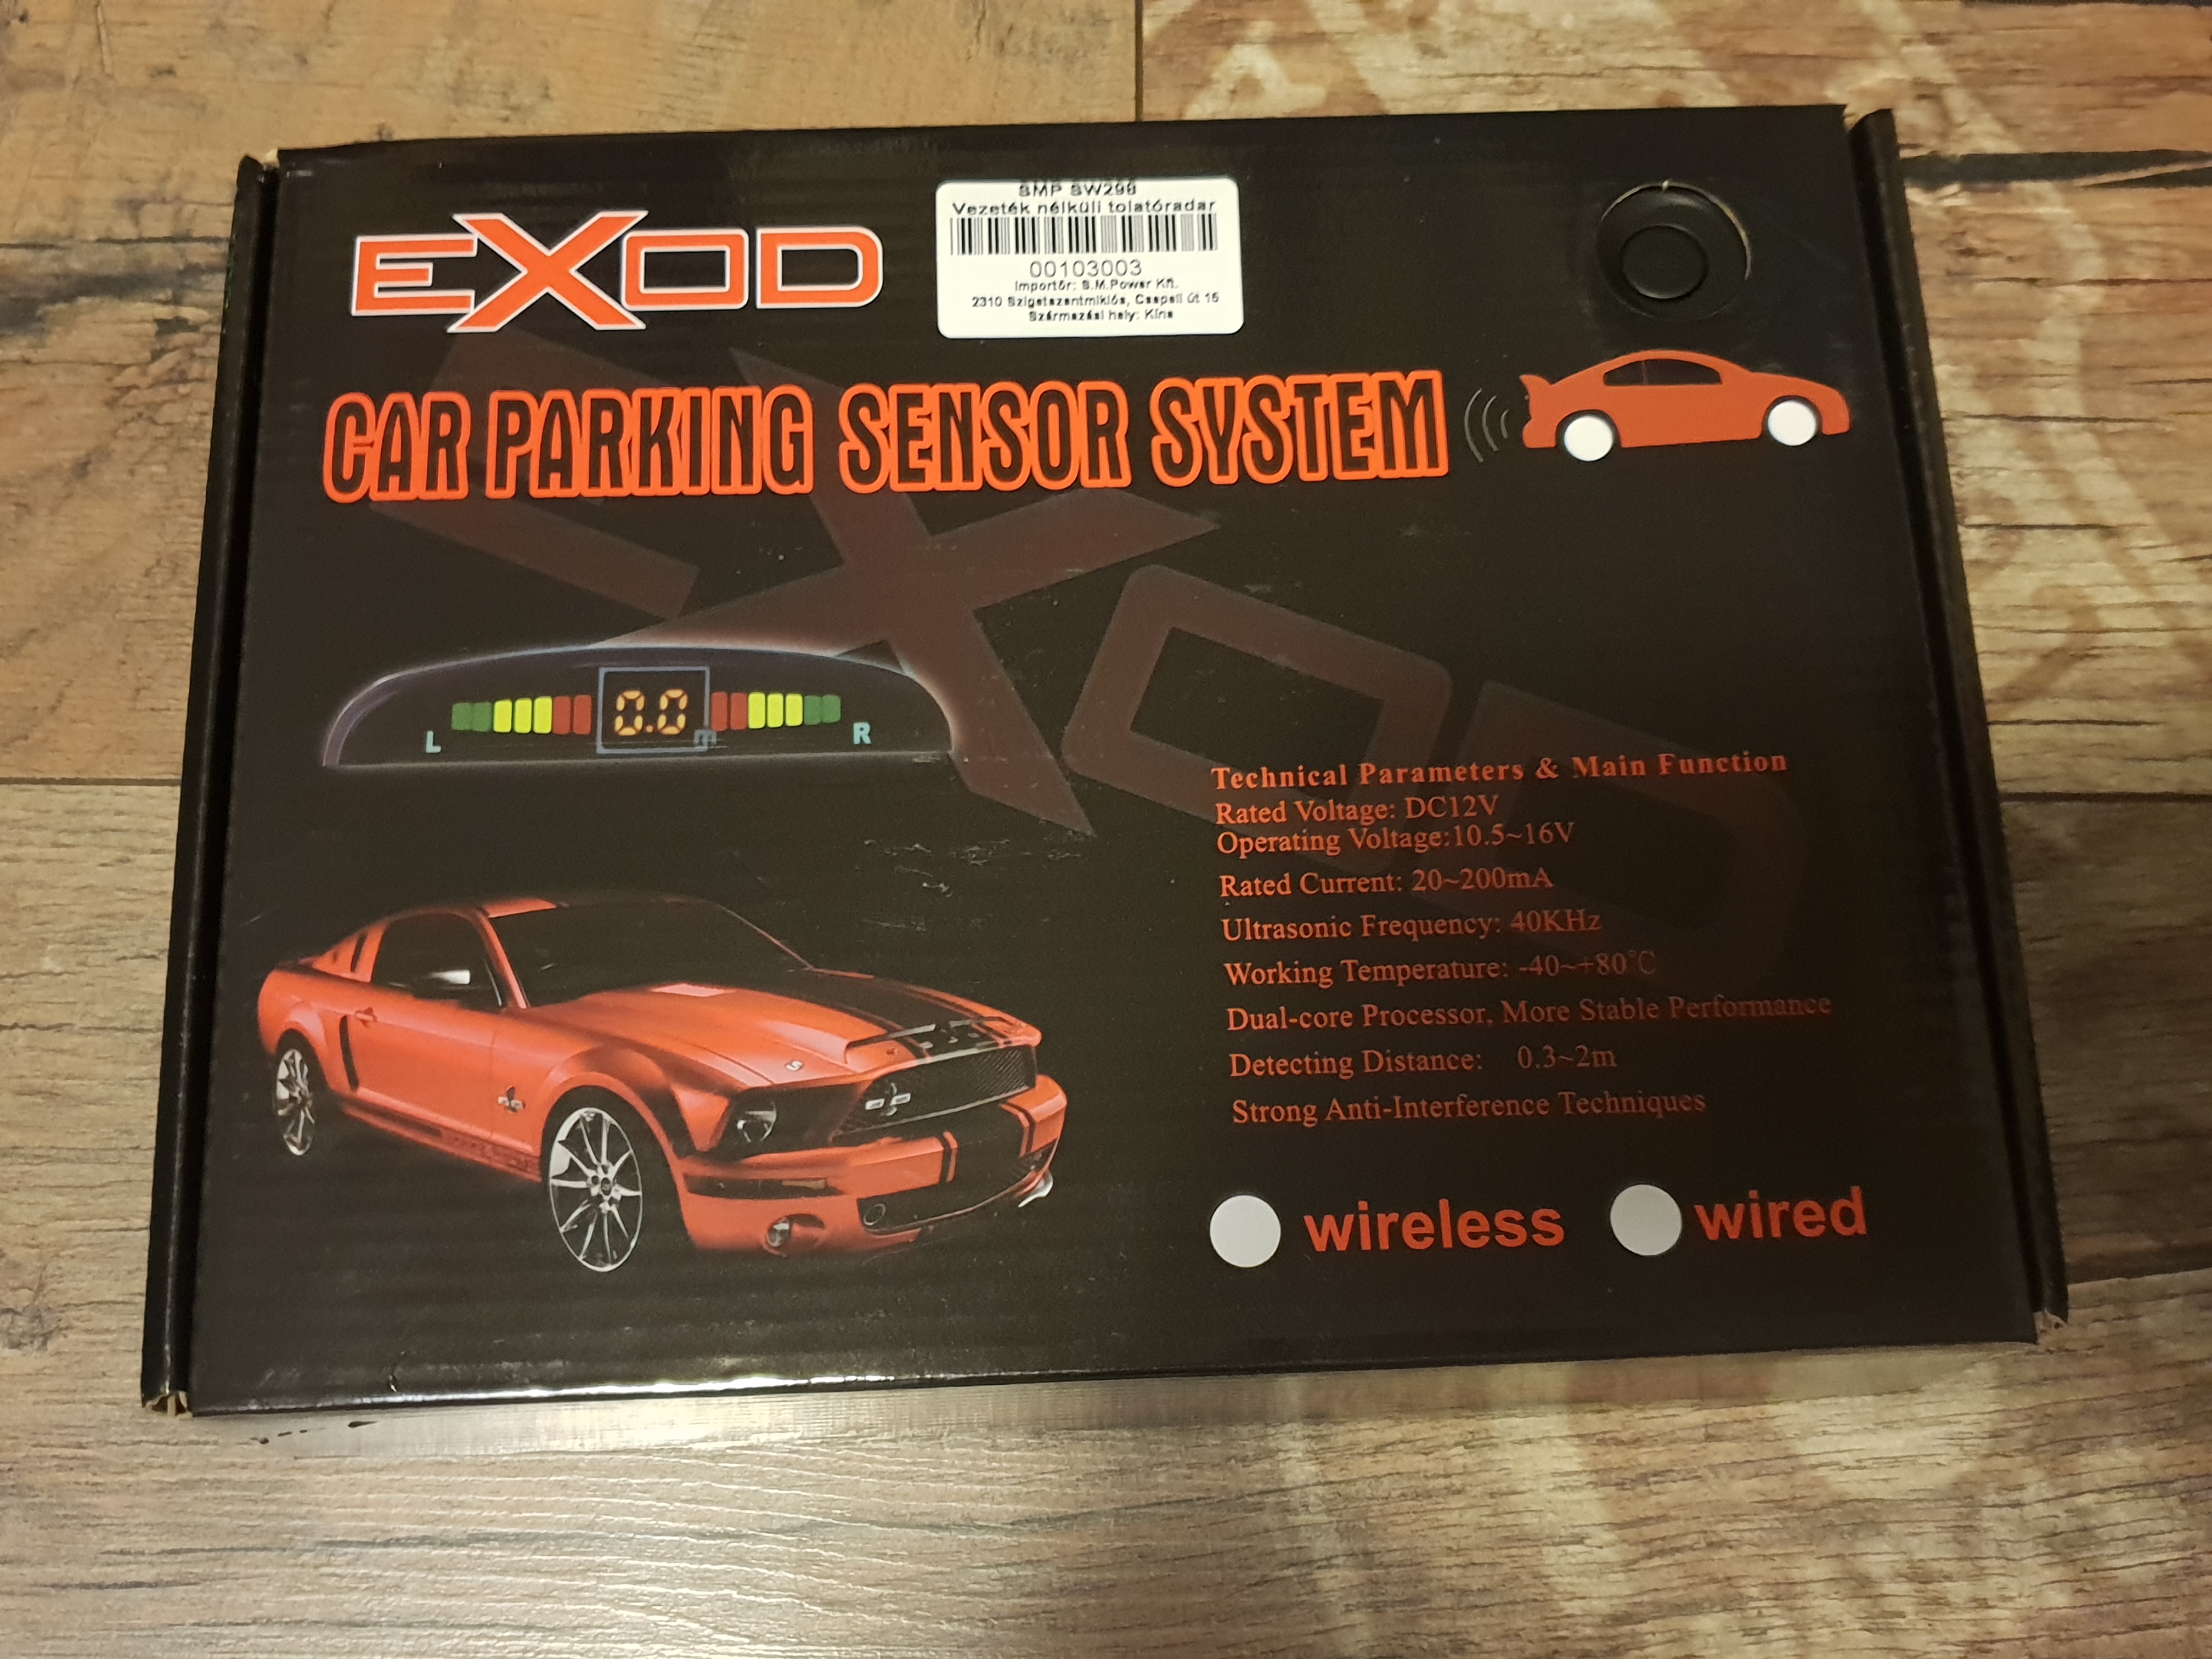 EXOD
SMP SW298
Vezeték nélküli tolatóradar
00103003
Importőr: S.M.Power Kft.
2310 Szigetszentmiklós, Csepeli út 15
Származási hely: Kína
CAR PARKING SENSOR SYSTEM
EXOD
L
0.0
m
R
Technical Parameters & Main Function
Rated Voltage: DC12V
Operating Voltage:10.5~16V
Rated Current: 20~200mA
Ultrasonic Frequency: 40KHz
Working Temperature: -40~+80℃
Dual-core Processor, More Stable Performance
Detecting Distance: 0.3~2m
Strong Anti-Interference Techniques
wireless
wired